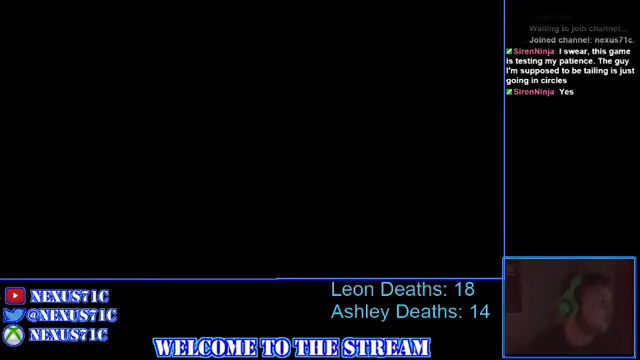 Waiting to join channel...
Joined channel: nexus71c.
SirenNinja: I swear, this game
is testing my patience. The guy
I'm supposed to be tailing is just
going in circles
SirenNinja: Yes
Leon Deaths: 18
Ashley Deaths: 14
NEXUS71C
@NEXUS71C
NEXUS71C
WELCOME TO THE STREAM